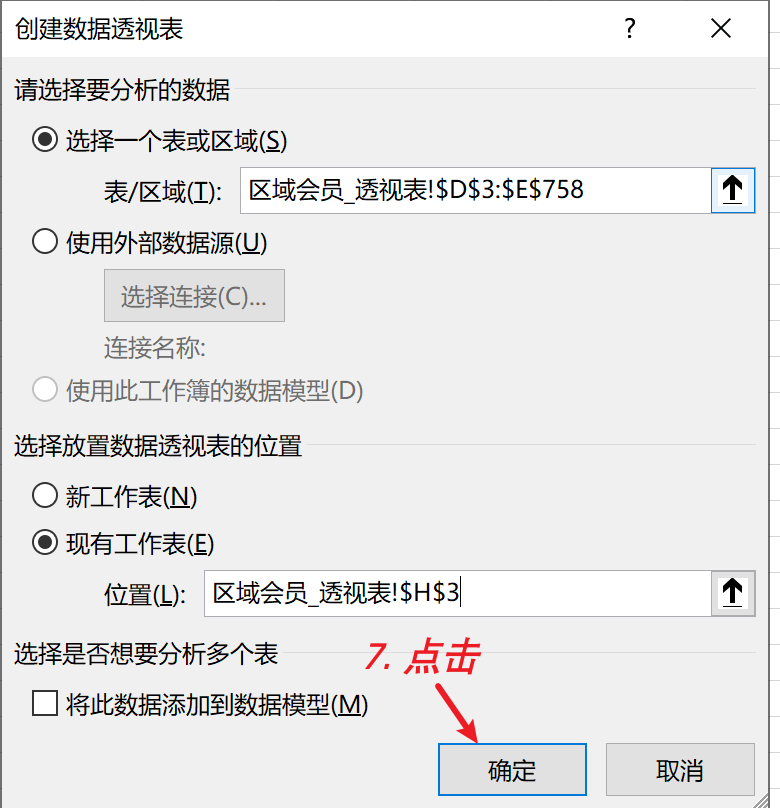 创建数据透视表 ?
请选择要分析的数据
选择一个表或区域(S)
表/区域(T): 区域会员_透视表!$D$3:$E$758
使用外部数据源(U)
选择连接(C)...
连接名称:
使用此工作簿的数据模型(D)
选择放置数据透视表的位置
新工作表(N)
现有工作表(E)
位置(L): 区域会员_透视表!$H$3
选择是否想要分析多个表
7. 点击
将此数据添加到数据模型(M)
确定 取消